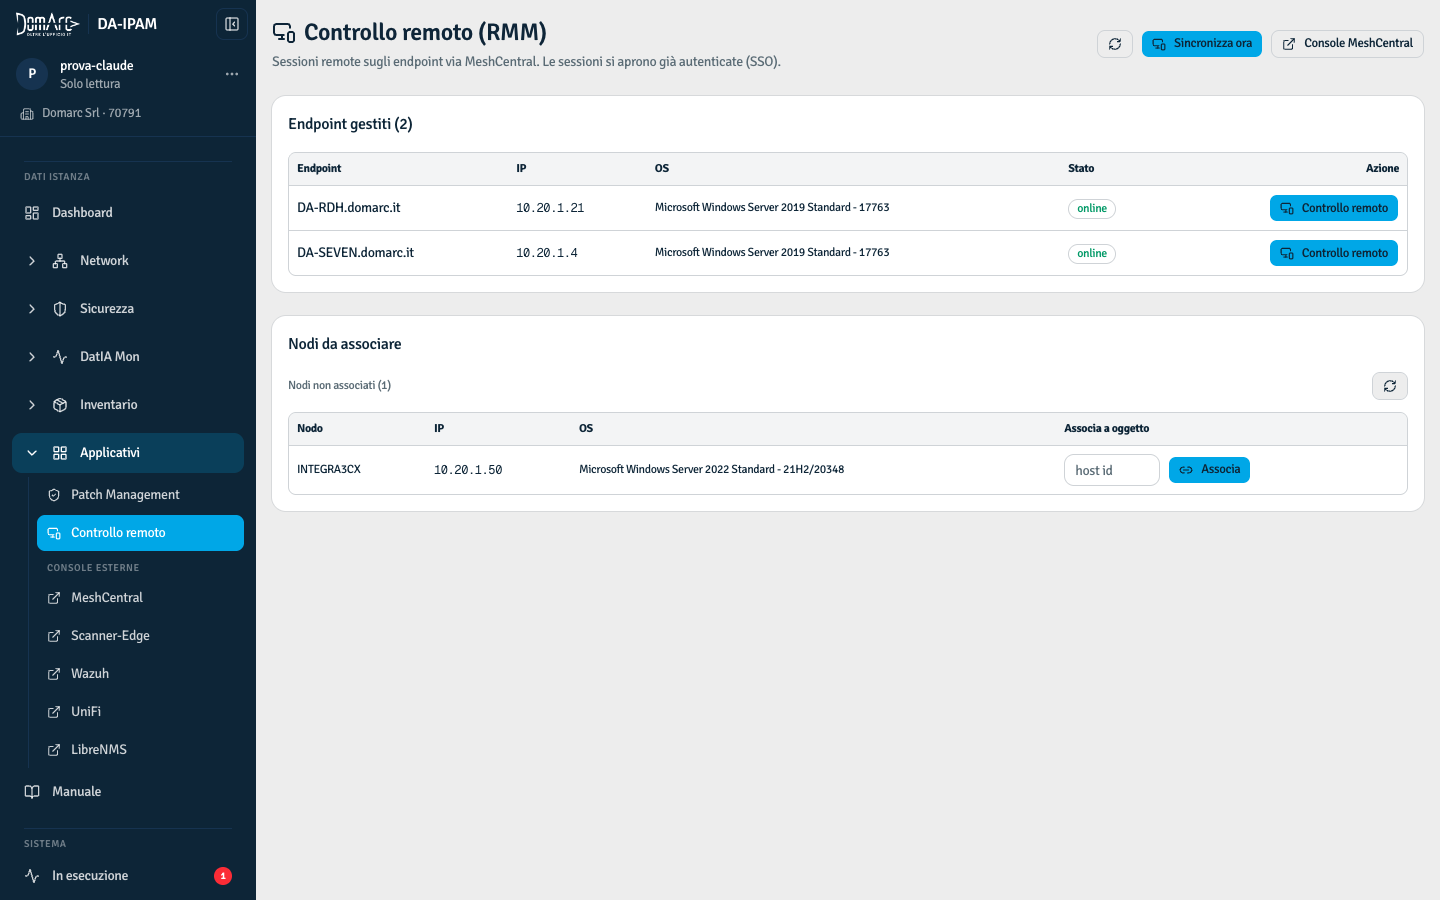 DomArc
OLTRE L'UFFICIO IT
DA-IPAM
P
prova-claude
Solo lettura
Domarc Srl · 70791
DATI ISTANZA
Dashboard
Network
Sicurezza
DatIA Mon
Inventario
Applicativi
Patch Management
Controllo remoto
CONSOLE ESTERNE
MeshCentral
Scanner-Edge
Wazuh
UniFi
LibreNMS
Manuale
SISTEMA
In esecuzione 1
Controllo remoto (RMM)
Sessioni remote sugli endpoint via MeshCentral. Le sessioni si aprono già autenticate (SSO).
Sincronizza ora
Console MeshCentral
Endpoint gestiti (2)
Endpoint IP OS Stato Azione
DA-RDH.domarc.it 10.20.1.21 Microsoft Windows Server 2019 Standard - 17763 online Controllo remoto
DA-SEVEN.domarc.it 10.20.1.4 Microsoft Windows Server 2019 Standard - 17763 online Controllo remoto
Nodi da associare
Nodi non associati (1)
Nodo IP OS Associa a oggetto
INTEGRA3CX 10.20.1.50 Microsoft Windows Server 2022 Standard - 21H2/20348 host id Associa